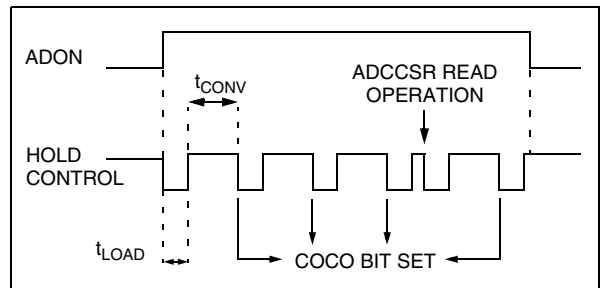 ADON
tCONV
ADCCSR READ
OPERATION
HOLD
CONTROL
tLOAD
COCO BIT SET